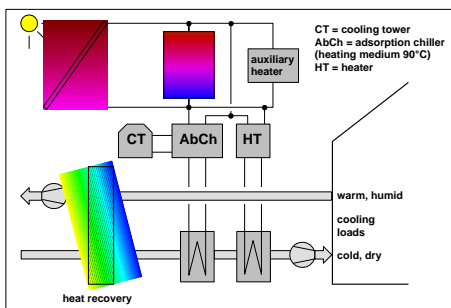 CT = cooling tower
AbCh = adsorption chiller
(heating medium 90°C)
HT = heater
auxiliary
heater
CT
AbCh
HT
warm, humid
cooling
loads
cold, dry
heat recovery